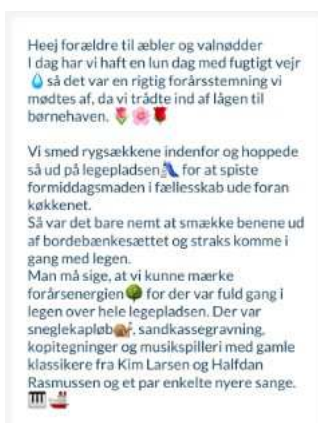 Heej forældre til æbler og valnødder
I dag har vi haft en lun dag med fugtigt vejr
💧 så det var en rigtig forårsstemning vi
mødtes af, da vi trådte ind af lågen til
børnehaven. 🌷🌸🌹
Vi smed rygsækkene indenfor og hoppede
så ud på legepladsen🛝 for at spiste
formiddagsmaden i fællesskab ude foran
køkkenet.
Så var det bare nemt at smække benene ud
af bordebænkesættet og straks komme i
gang med legen.
Man må sige, at vi kunne mærke
forårsenergien🌳 for der var fuld gang i
legen over hele legepladsen. Der var
sneglekapløb🐌, sandkassegravning,
kopitegninger og musikspilleri med gamle
klassikere fra Kim Larsen og Halfdan
Rasmussen og et par enkelte nyere sange.
🎹🚢